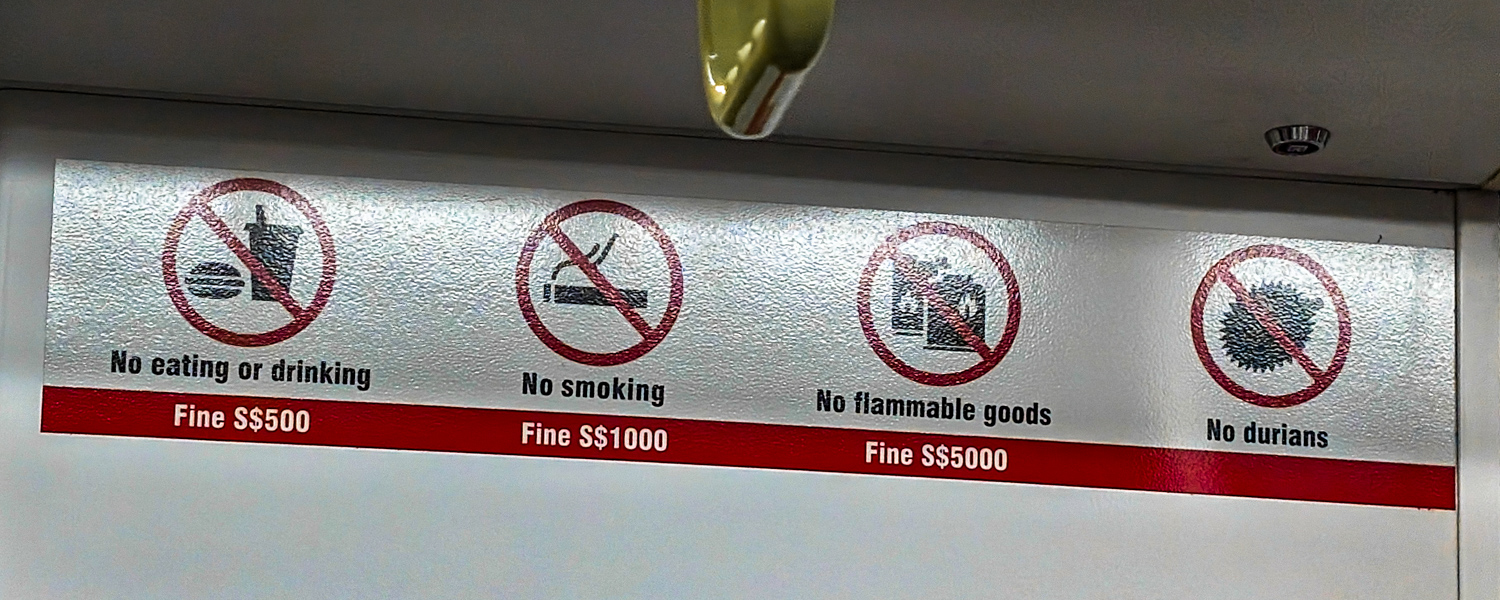 No eating or drinking
Fine S$500
No smoking
Fine S$1000
No flammable goods
Fine S$5000
No durians